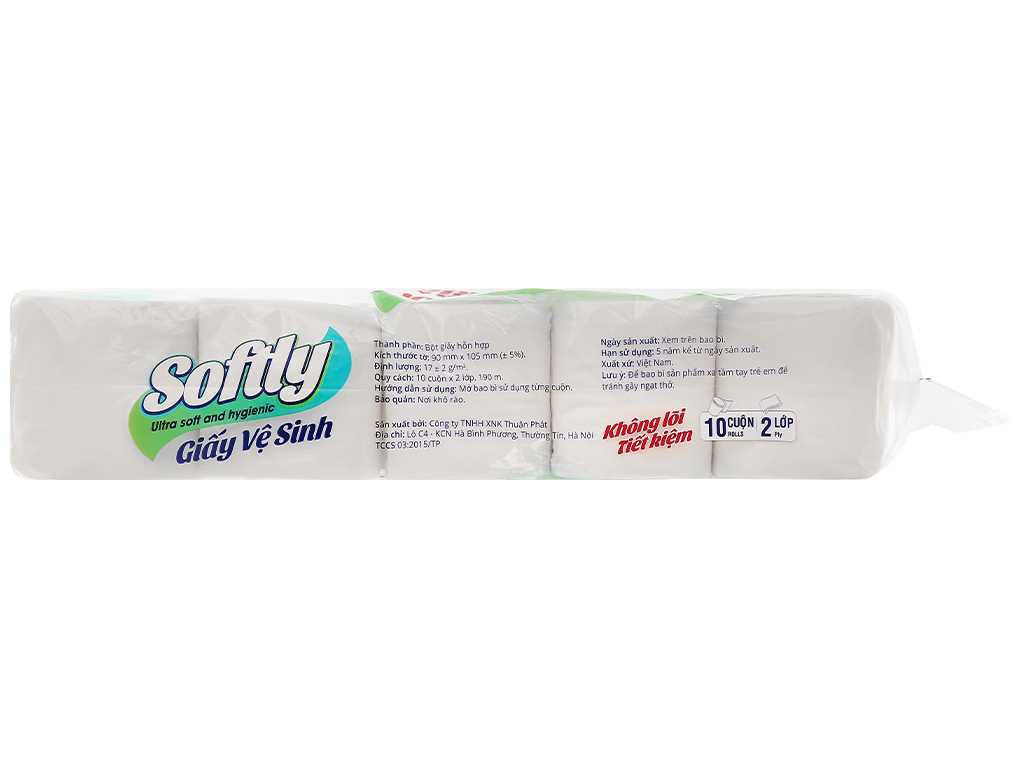 Softly
Ultra soft and hygienic
Giấy Vệ Sinh
Thành phần: Bột giấy hỗn hợp
Kích thước tờ: 90 mm x 105 mm (± 5%).
Định lượng: 17 ± 2 g/m².
Quy cách: 10 cuộn x 2 lớp, 190 m.
Hướng dẫn sử dụng: Mở bao bì sử dụng từng cuộn.
Bảo quản: Nơi khô ráo.
Sản xuất bởi: Công ty TNHH XNK Thuận Phát
Địa chỉ: Lô C4 - KCN Hà Bình Phương, Thường Tín, Hà Nội
TCCS 03:2015/TP
Ngày sản xuất: Xem trên bao bì.
Hạn sử dụng: 5 năm kể từ ngày sản xuất.
Xuất xứ: Việt Nam.
Lưu ý: Để bao bì sản phẩm xa tầm tay trẻ em để
tránh gây ngạt thở.
Không lõi
Tiết kiệm
10 CUỘN ROLLS
2 LỚP Ply